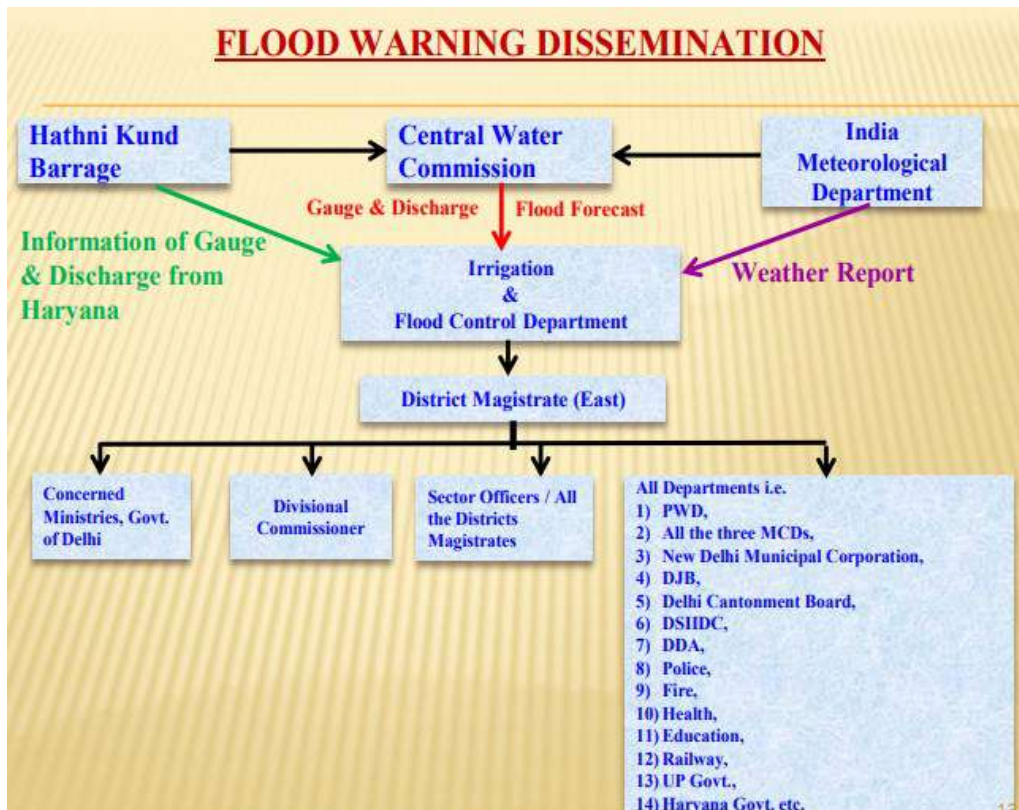 FLOOD WARNING DISSEMINATION
Hathni Kund
Barrage
Central Water
Commission
India
Meteorological
Department
Gauge & Discharge
Flood Forecast
Information of Gauge
& Discharge from
Haryana
Irrigation
&
Flood Control Department
Weather Report
District Magistrate (East)
Concerned
Ministries, Govt.
of Delhi
Divisional
Commissioner
Sector Officers / All
the Districts
Magistrates
All Departments i.e.
1) PWD,
2) All the three MCDs,
3) New Delhi Municipal Corporation,
4) DJB,
5) Delhi Cantonment Board,
6) DSIIDC,
7) DDA,
8) Police,
9) Fire,
10) Health,
11) Education,
12) Railway,
13) UP Govt.,
14) Haryana Govt. etc.